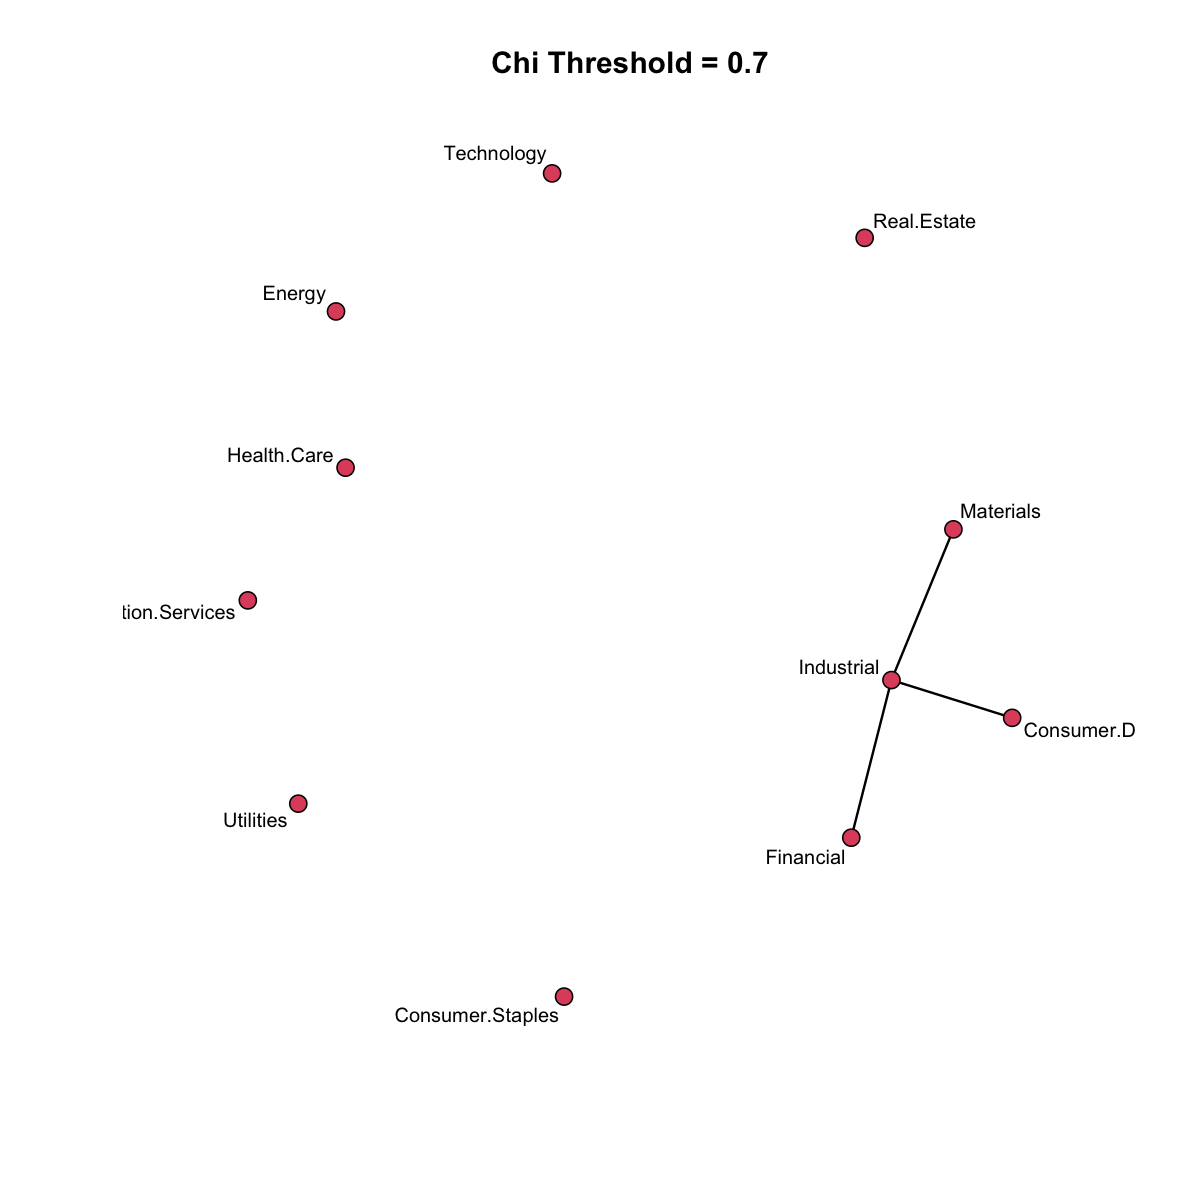 Chi Threshold = 0.7
Technology
Real.Estate
Energy
Health.Care
Materials
tion.Services
Industrial
Consumer.D
Utilities
Financial
Consumer.Staples